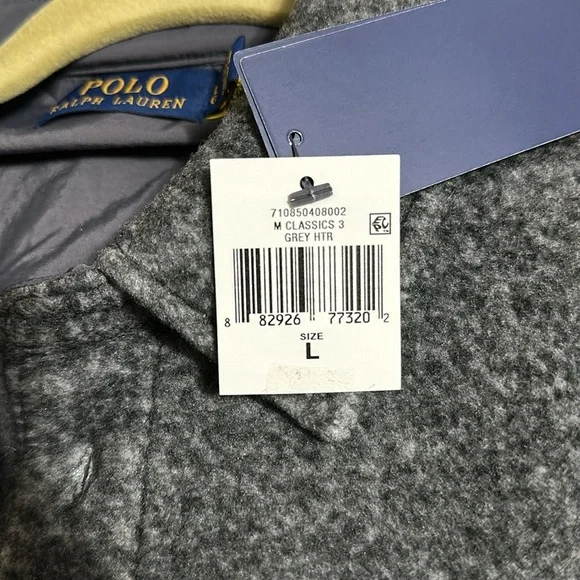 POLO
RALPH LAUREN
710850408002
M CLASSICS 3
GREY HTR
8 82926 77320 2
SIZE
L